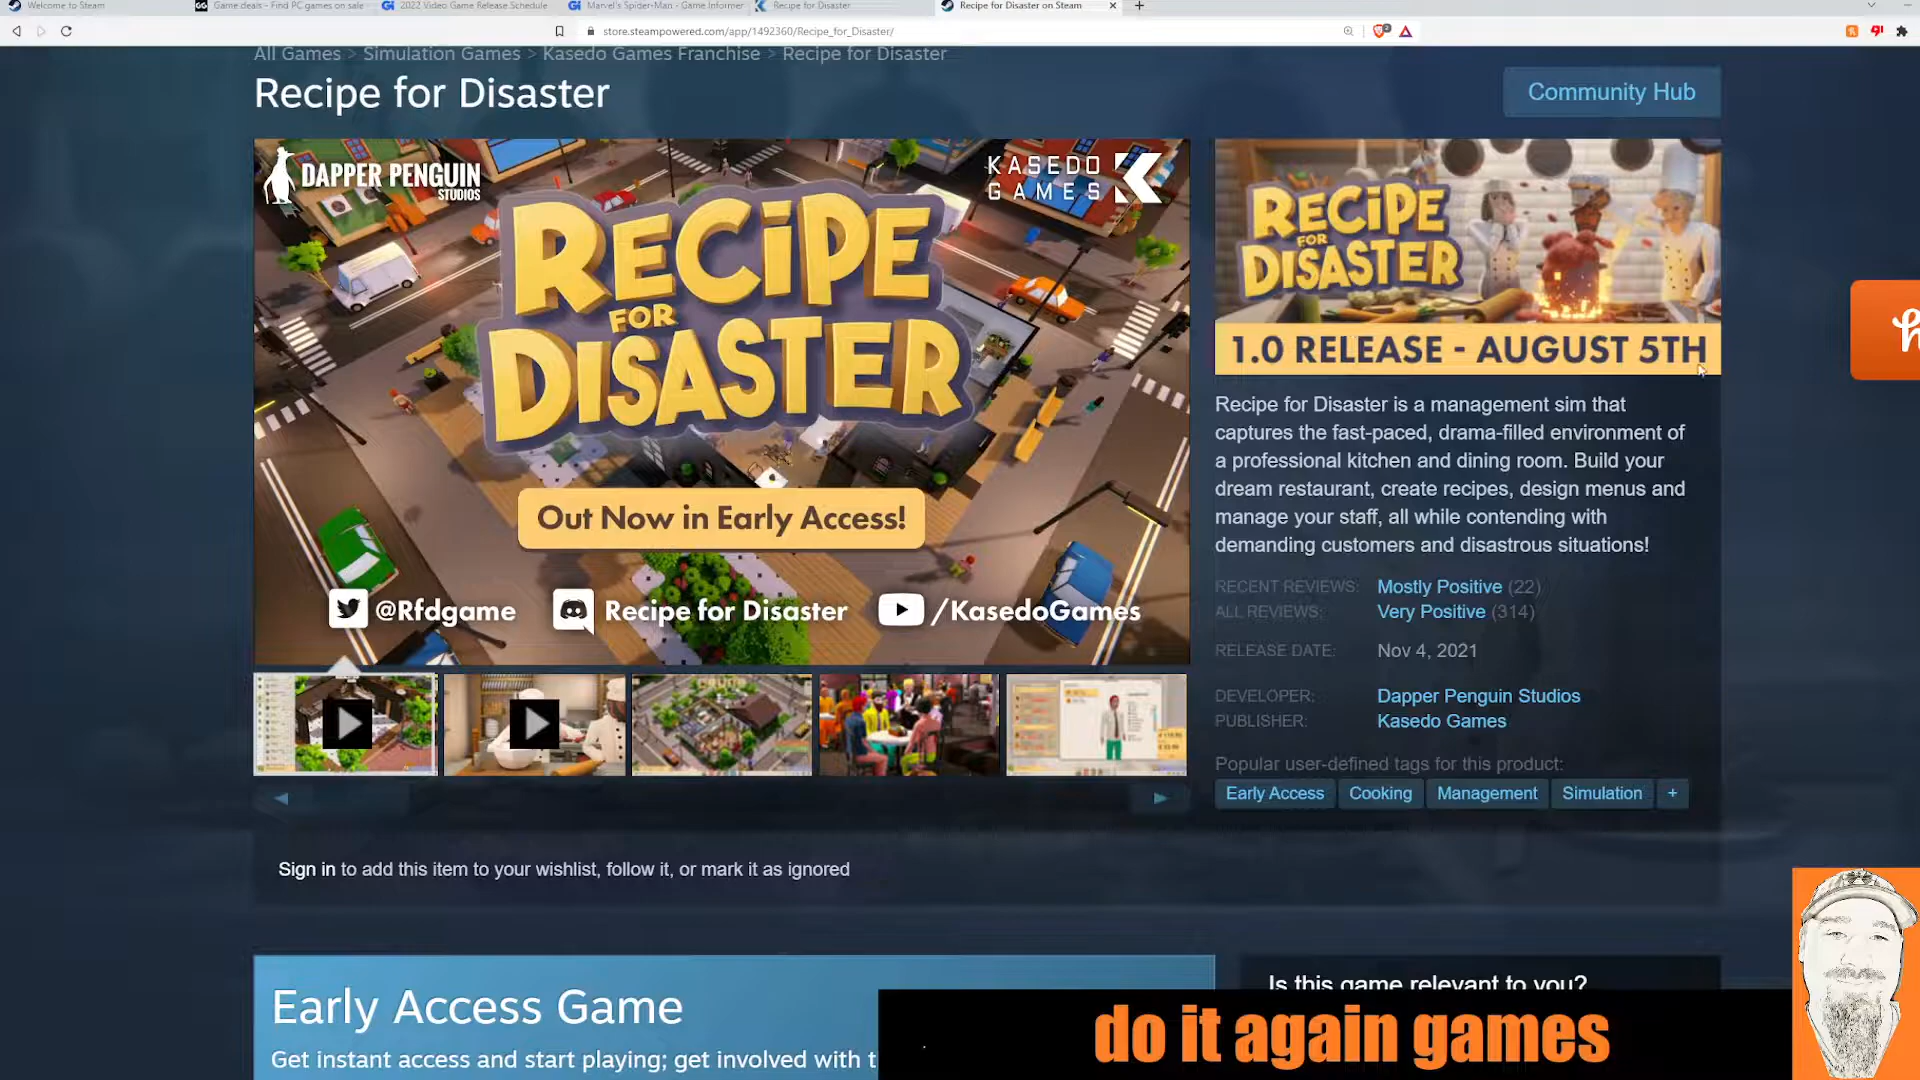 Welcome to Steam
Game deals - Find PC games on sale
2022 Video Game Release Schedule
Marvel's Spider-Man - Game Informer
Recipe for Disaster
Recipe for Disaster on Steam
store.steampowered.com/app/1492360/Recipe_for_Disaster/
All Games > Simulation Games > Kasedo Games Franchise > Recipe for Disaster
Recipe for Disaster
Community Hub
DAPPER PENGUIN
STUDIOS
KASEDO
GAMES
RECIPE
FOR
DISASTER
Out Now in Early Access!
@Rfdgame
Recipe for Disaster
/KasedoGames
RECIPE
FOR
DISASTER
1.0 RELEASE - AUGUST 5TH
Recipe for Disaster is a management sim that
captures the fast-paced, drama-filled environment of
a professional kitchen and dining room. Build your
dream restaurant, create recipes, design menus and
manage your staff, all while contending with
demanding customers and disastrous situations!
RECENT REVIEWS: Mostly Positive (22)
ALL REVIEWS: Very Positive (314)
RELEASE DATE: Nov 4, 2021
DEVELOPER: Dapper Penguin Studios
PUBLISHER: Kasedo Games
Popular user-defined tags for this product:
Early Access Cooking Management Simulation +
Sign in to add this item to your wishlist, follow it, or mark it as ignored
Early Access Game
Get instant access and start playing; get involved with t
Is this game relevant to you?
do it again games